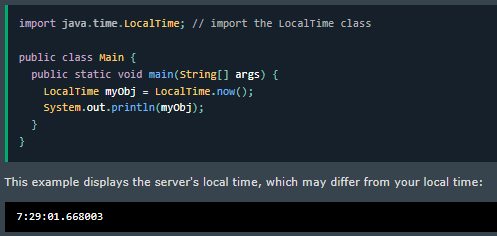 import java.time.LocalTime; // import the LocalTime class
public class Main {
public static void main(String[] args) {
LocalTime myObj = LocalTime.now();
System.out.println(myObj);
}
}
This example displays the server's local time, which may differ from your local time:
7:29:01.668003